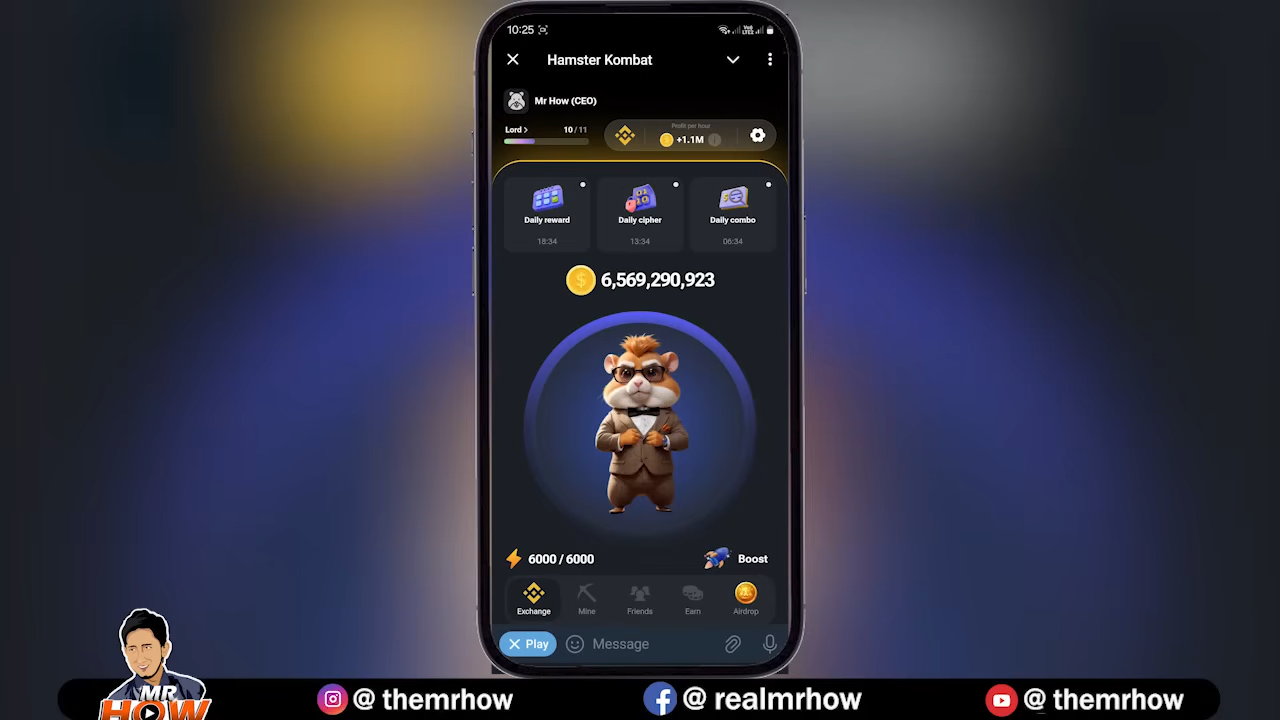 10:25
Hamster Kombat
Mr How (CEO)
Lord > 10 / 11
Profit per hour
+1.1M
Daily reward
18:34
Daily cipher
13:34
Daily combo
06:34
6,569,290,923
6000 / 6000
Boost
Exchange
Mine
Friends
Earn
Airdrop
Play
Message
MR
HOW
@ themrhow
@ realmrhow
@ themrhow